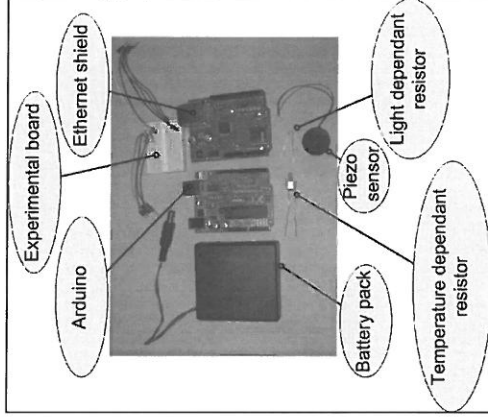 Experimental board
Ethernet shield
Arduino
Light dependant
resistor
Piezo
sensor
Battery pack
Temperature dependant
resistor